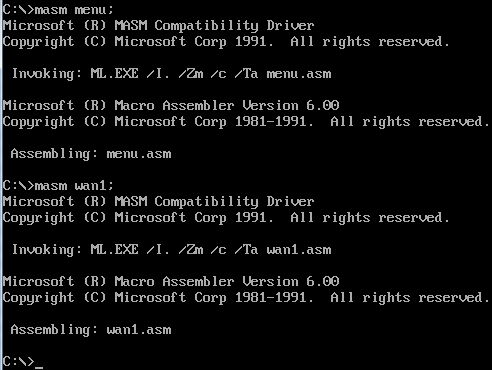 C:\>masm menu;
Microsoft (R) MASM Compatibility Driver
Copyright (C) Microsoft Corp 1991.  All rights reserved.
Invoking: ML.EXE /I. /Zm /c /Ta menu.asm
Microsoft (R) Macro Assembler Version 6.00
Copyright (C) Microsoft Corp 1981-1991.  All rights reserved.
Assembling: menu.asm
C:\>masm wan1;
Microsoft (R) MASM Compatibility Driver
Copyright (C) Microsoft Corp 1991.  All rights reserved.
Invoking: ML.EXE /I. /Zm /c /Ta wan1.asm
Microsoft (R) Macro Assembler Version 6.00
Copyright (C) Microsoft Corp 1981-1991.  All rights reserved.
Assembling: wan1.asm
C:\>_